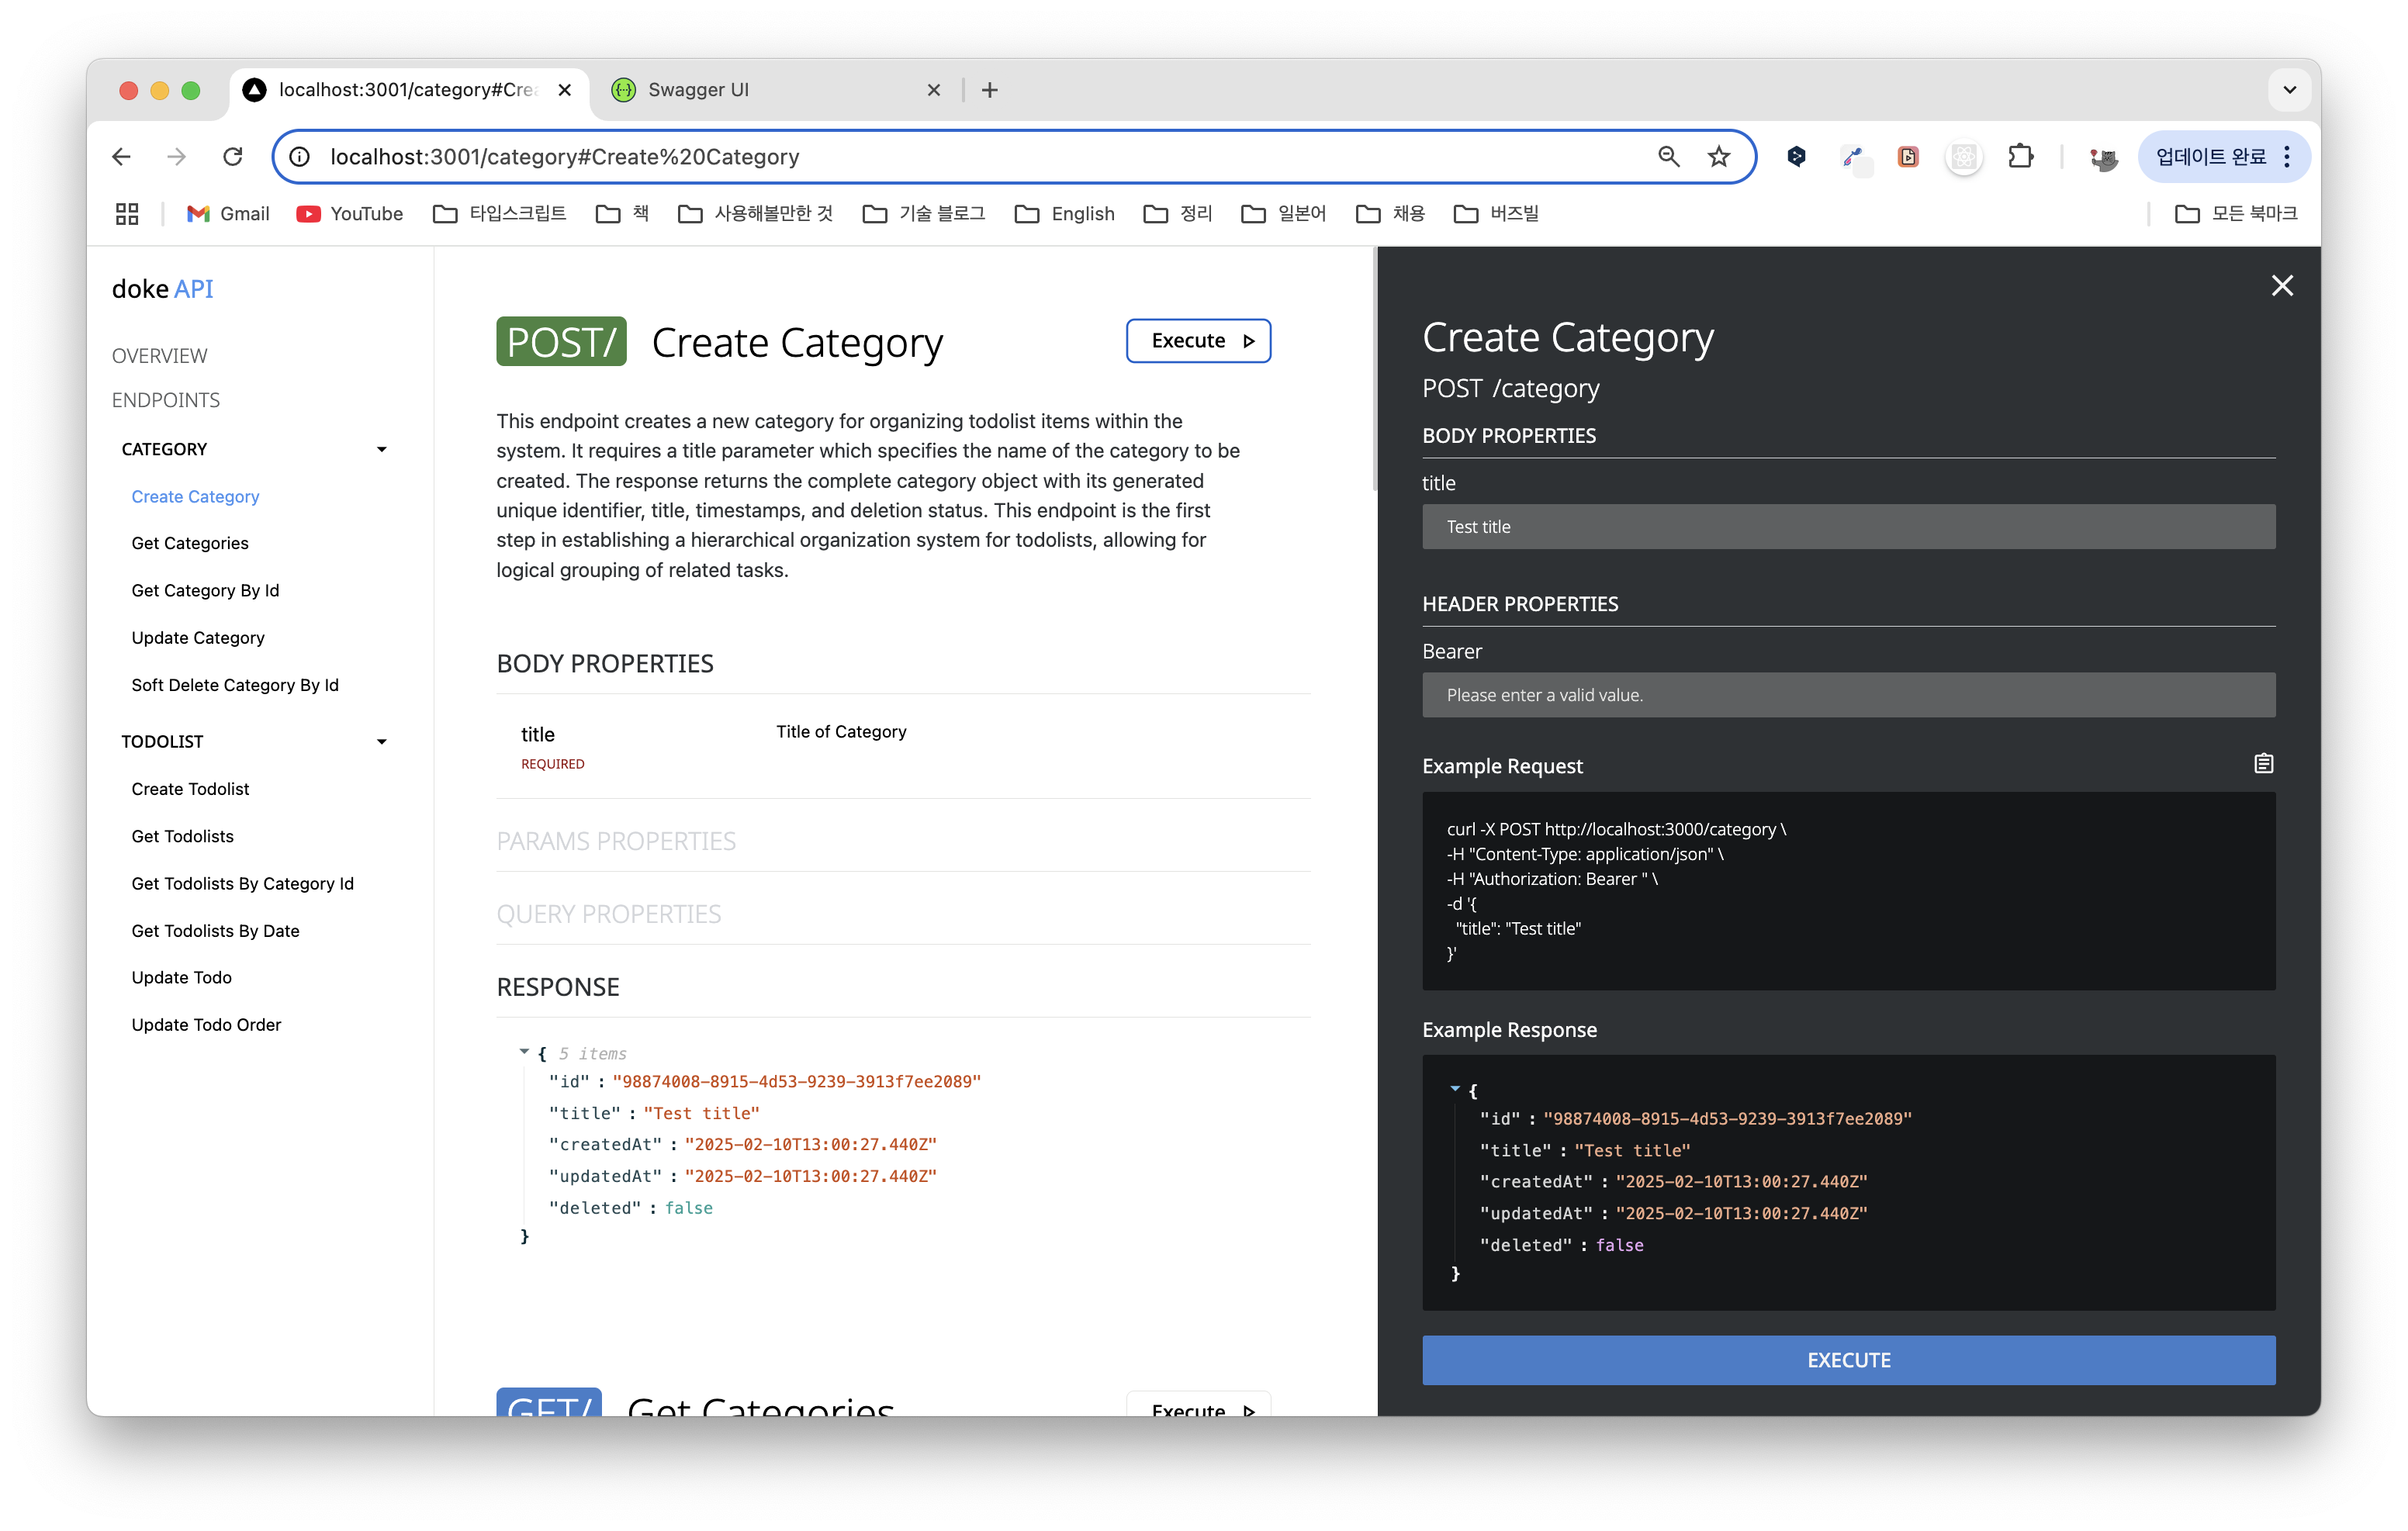 localhost:3001/category#Crea
Swagger UI
localhost:3001/category#Create%20Category
업데이트 완료
Gmail
YouTube
타입스크립트
책
사용해볼만한 것
기술 블로그
English
정리
일본어
채용
버즈빌
모든 북마크
doke API
OVERVIEW
ENDPOINTS
CATEGORY
Create Category
Get Categories
Get Category By Id
Update Category
Soft Delete Category By Id
TODOLIST
Create Todolist
Get Todolists
Get Todolists By Category Id
Get Todolists By Date
Update Todo
Update Todo Order
POST/ Create Category
Execute
This endpoint creates a new category for organizing todolist items within the
system. It requires a title parameter which specifies the name of the category to be
created. The response returns the complete category object with its generated
unique identifier, title, timestamps, and deletion status. This endpoint is the first
step in establishing a hierarchical organization system for todolists, allowing for
logical grouping of related tasks.
BODY PROPERTIES
title
REQUIRED
Title of Category
PARAMS PROPERTIES
QUERY PROPERTIES
RESPONSE
{ 5 items
"id" : "98874008-8915-4d53-9239-3913f7ee2089"
"title" : "Test title"
"createdAt" : "2025-02-10T13:00:27.440Z"
"updatedAt" : "2025-02-10T13:00:27.440Z"
"deleted" : false
}
GET/ Get Categories
Execute
Create Category
POST /category
BODY PROPERTIES
title
Test title
HEADER PROPERTIES
Bearer
Please enter a valid value.
Example Request
curl -X POST http://localhost:3000/category \
-H "Content-Type: application/json" \
-H "Authorization: Bearer " \
-d '{
"title": "Test title"
}'
Example Response
{
"id" : "98874008-8915-4d53-9239-3913f7ee2089"
"title" : "Test title"
"createdAt" : "2025-02-10T13:00:27.440Z"
"updatedAt" : "2025-02-10T13:00:27.440Z"
"deleted" : false
}
EXECUTE